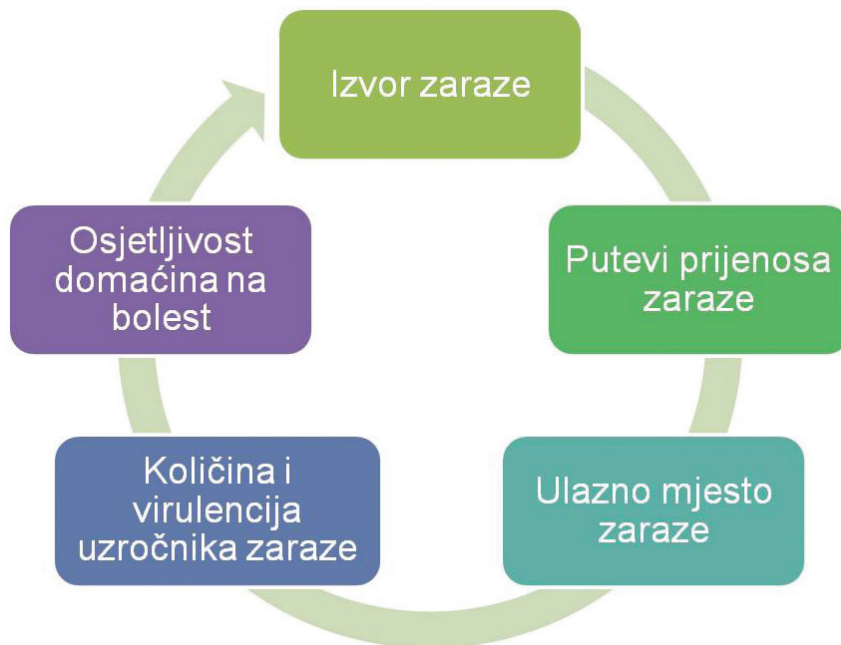 Izvor zaraze
Putevi prijenosa
zaraze
Ulazno mjesto
zaraze
Količina i
virulencija
uzročnika zaraze
Osjetljivost
domaćina na
bolest